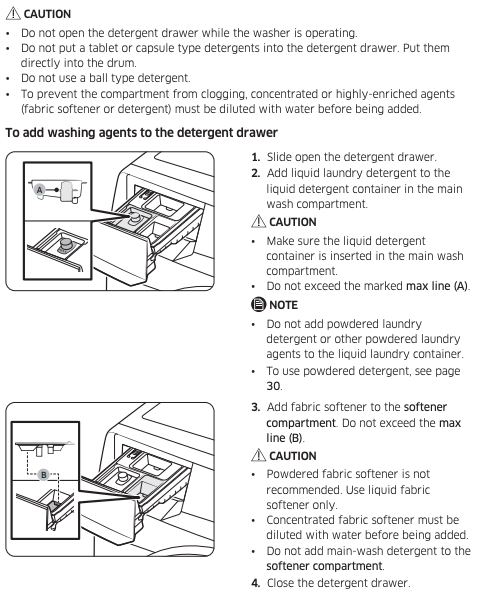 CAUTION
• Do not open the detergent drawer while the washer is operating.
• Do not put a tablet or capsule type detergents into the detergent drawer. Put them
directly into the drum.
• Do not use a ball type detergent.
• To prevent the compartment from clogging, concentrated or highly-enriched agents
(fabric softener or detergent) must be diluted with water before being added.
To add washing agents to the detergent drawer
A
1. Slide open the detergent drawer.
2. Add liquid laundry detergent to the
liquid detergent container in the main
wash compartment.
CAUTION
• Make sure the liquid detergent
container is inserted in the main wash
compartment.
• Do not exceed the marked max line (A).
NOTE
• Do not add powdered laundry
detergent or other powdered laundry
agents to the liquid laundry container.
• To use powdered detergent, see page
30.
B
3. Add fabric softener to the softener
compartment. Do not exceed the max
line (B).
CAUTION
• Powdered fabric softener is not
recommended. Use liquid fabric
softener only.
• Concentrated fabric softener must be
diluted with water before being added.
• Do not add main-wash detergent to the
softener compartment.
4. Close the detergent drawer.